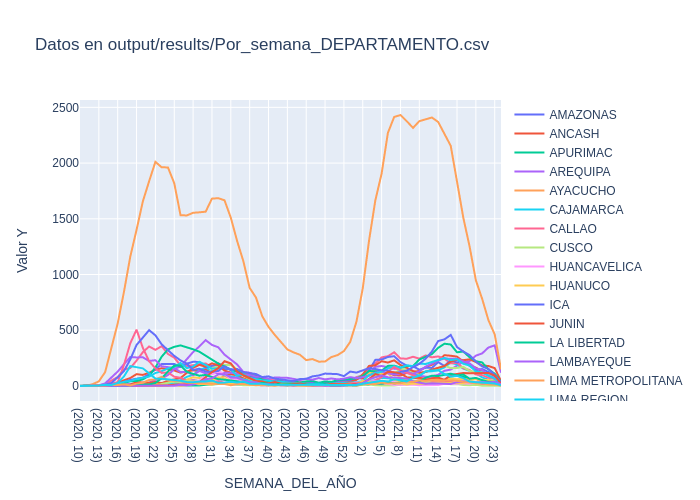 Datos en output/results/Por_semana_DEPARTAMENTO.csv
Valor Y
2500
2000
1500
1000
500
0
(2020, 10)
(2020, 13)
(2020, 16)
(2020, 19)
(2020, 22)
(2020, 25)
(2020, 28)
(2020, 31)
(2020, 34)
(2020, 37)
(2020, 40)
(2020, 43)
(2020, 46)
(2020, 49)
(2020, 52)
(2021, 2)
(2021, 5)
(2021, 8)
(2021, 11)
(2021, 14)
(2021, 17)
(2021, 20)
(2021, 23)
SEMANA_DEL_AÑO
AMAZONAS
ANCASH
APURIMAC
AREQUIPA
AYACUCHO
CAJAMARCA
CALLAO
CUSCO
HUANCAVELICA
HUANUCO
ICA
JUNIN
LA LIBERTAD
LAMBAYEQUE
LIMA METROPOLITANA
LIMA REGION